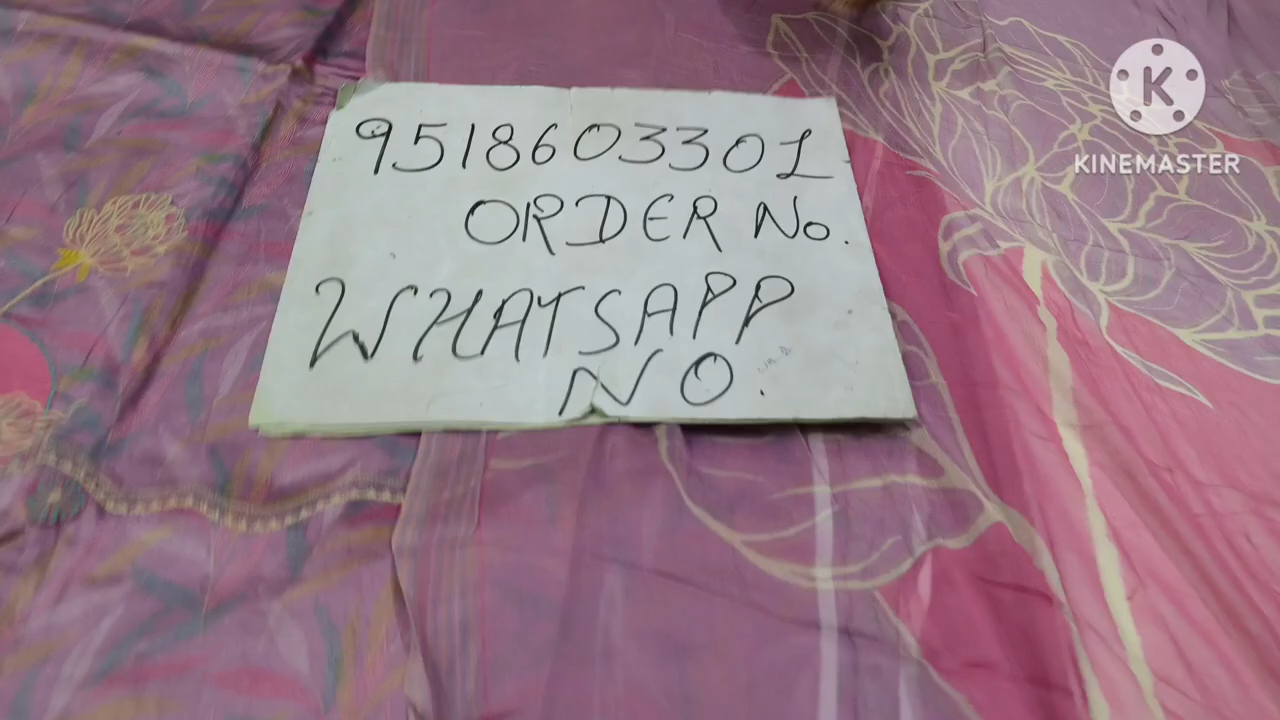 9518603301
ORDER No.
WHATSAPP
NO.
K
KINEMASTER